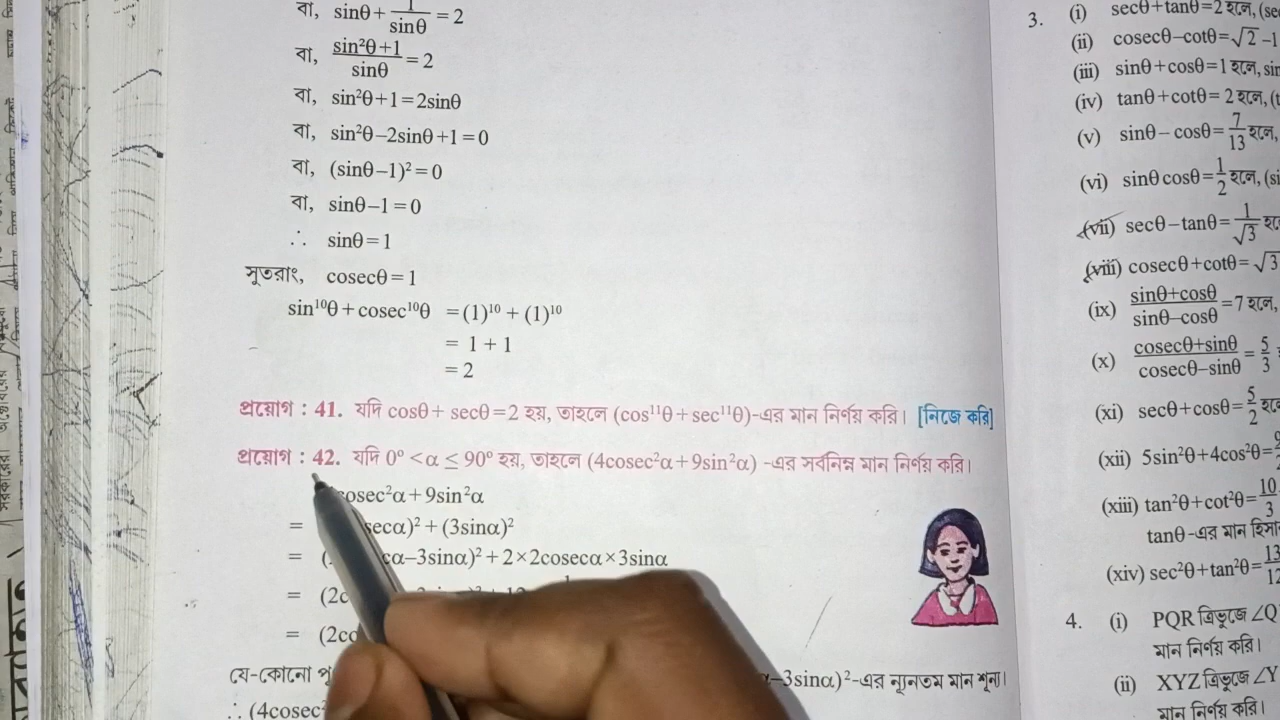 বা, sinθ + 1/sinθ = 2
বা, sin²θ+1/sinθ = 2
বা, sin²θ+1=2sinθ
বা, sin²θ–2sinθ+1=0
বা, (sinθ–1)²=0
বা, sinθ–1=0
∴ sinθ=1
সুতরাং, cosecθ=1
sin¹⁰θ+cosec¹⁰θ = (1)¹⁰ + (1)¹⁰
= 1 + 1
= 2
প্রয়োগ : 41. যদি cosθ+ secθ=2 হয়, তাহলে (cos¹¹θ+sec¹¹θ)-এর মান নির্ণয় করি। [নিজে করি]
প্রয়োগ : 42. যদি 0° <α ≤ 90° হয়, তাহলে (4cosec²α+9sin²α) -এর সর্বনিম্ন মান নির্ণয় করি।
cosec²α+9sin²α
= secα)² + (3sinα)²
= ( cα–3sinα)² + 2×2cosecα×3sinα
= (2c
= (2co
যে-কোনো –3sinα)²-এর ন্যূনতম মান শূন্য।
∴ (4cosec²
3. (i) secθ+tanθ=2 হলে,
(ii) cosecθ–cotθ=√2–1
(iii) sinθ+cosθ=1 হলে,
(iv) tanθ+cotθ= 2 হলে,
(v) sinθ– cosθ= 7/13 হলে,
(vi) sinθ cosθ= 1/2 হলে,
(vii) secθ–tanθ= 1/√3
(viii) cosecθ+cotθ= √3
(ix) sinθ+cosθ/sinθ–cosθ =7 হলে,
(x) cosecθ+sinθ/cosecθ–sinθ = 5/3
(xi) secθ+cosθ= 5/2
(xii) 5sin²θ+4cos²θ=
(xiii) tan²θ+cot²θ= 10/3
tanθ-এর মান
(xiv) sec²θ+tan²θ=
4. (i) PQR ত্রিভুজে ∠Q
মান নির্ণয় করি।
(ii) XYZ ত্রিভুজে ∠Y
মান নির্ণয় করি।